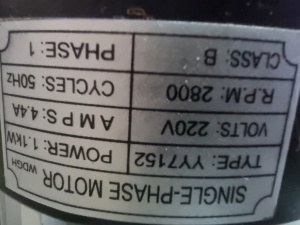 SINGLE-PHASE MOTOR WDGH
TYPE: YY7152 POWER: 1.1kW
VOLTS: 220V AMPS: 4.4A
R.P.M: 2800 CYCLES: 50Hz
CLASS: B PHASE: 1